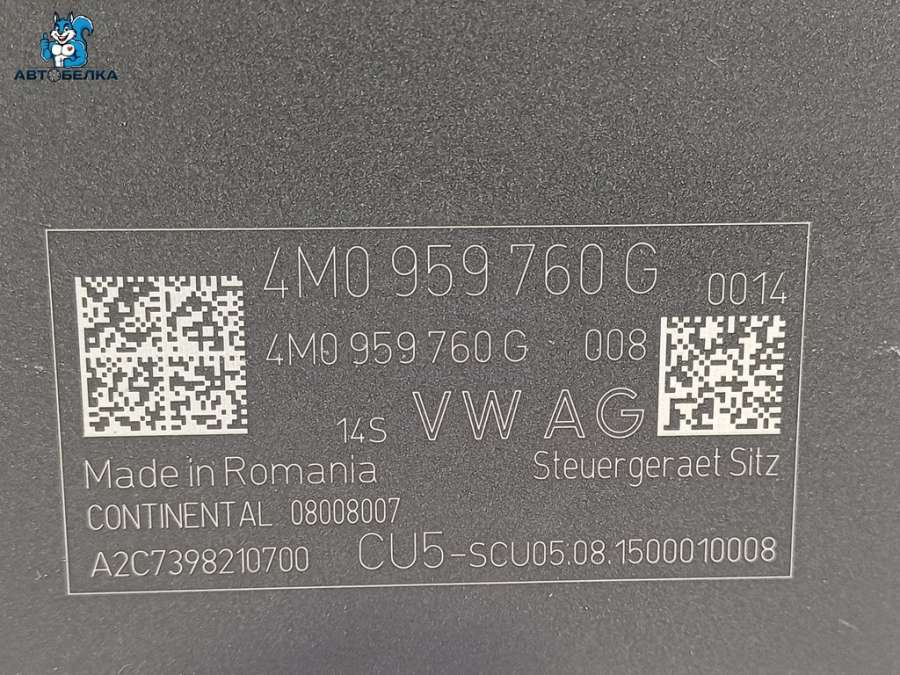 АВТОБЕЛКА
4M0 959 760 G
0014
4M0 959 760 G 008
14S VW AG
Made in Romania
Steuergeraet Sitz
CONTINENTAL 08008007
A2C7398210700 CU5-SCU05.08.1500010008